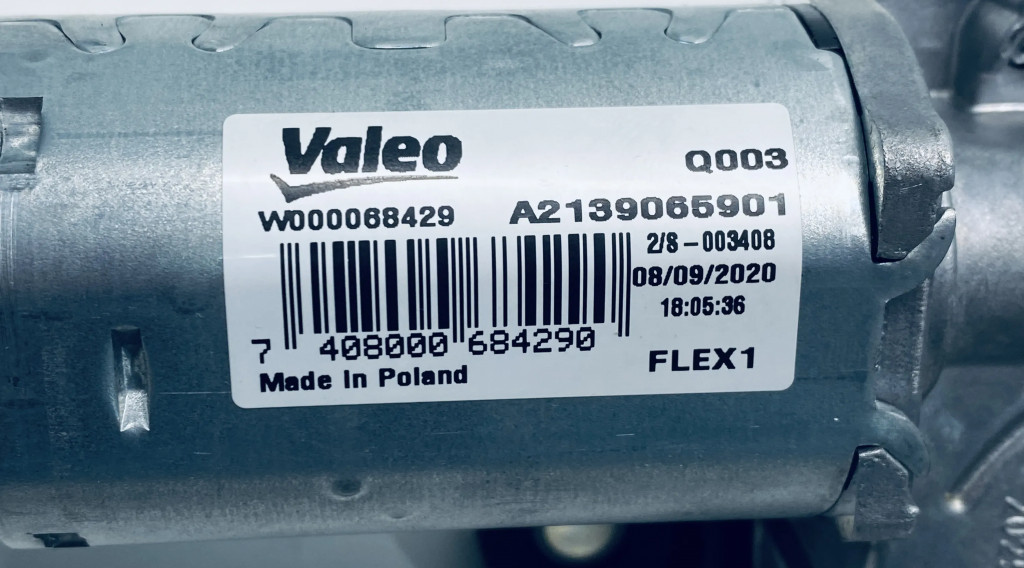 Valeo
Q003
W000068429 A2139065901
2/8-003408
08/09/2020
18:05:36
7 408000 684290
FLEX1
Made in Poland